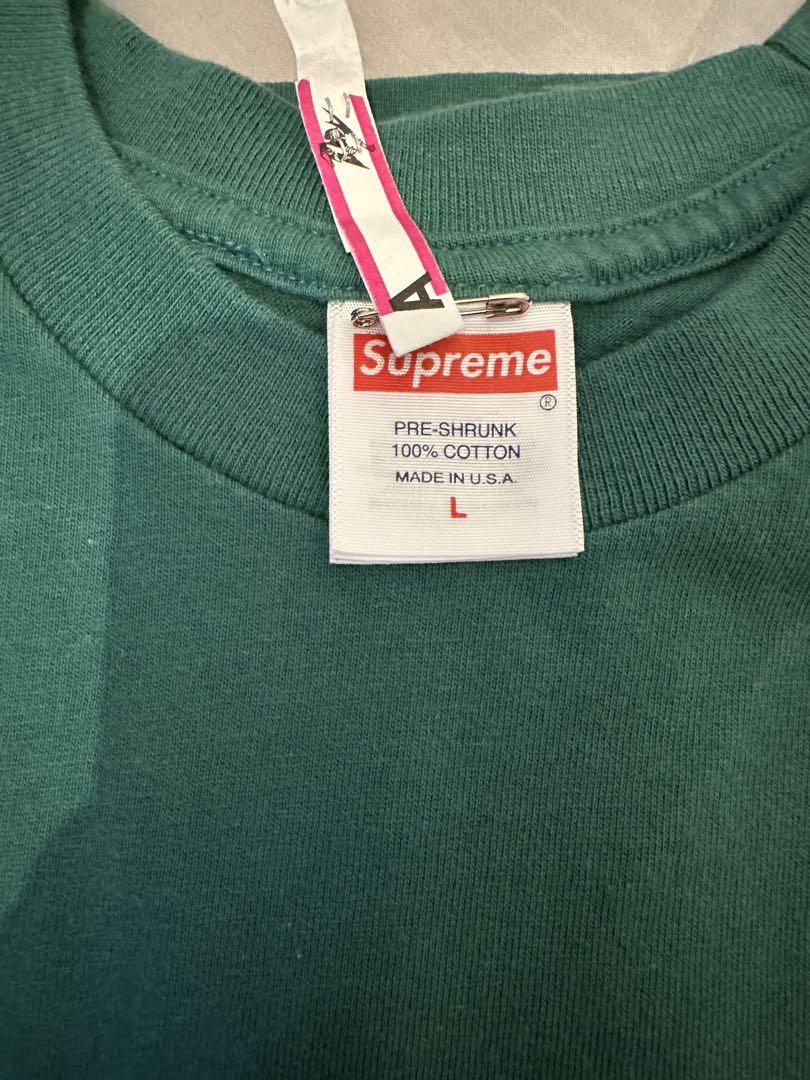 A
Supreme
®
PRE-SHRUNK
100% COTTON
MADE IN U.S.A.
L